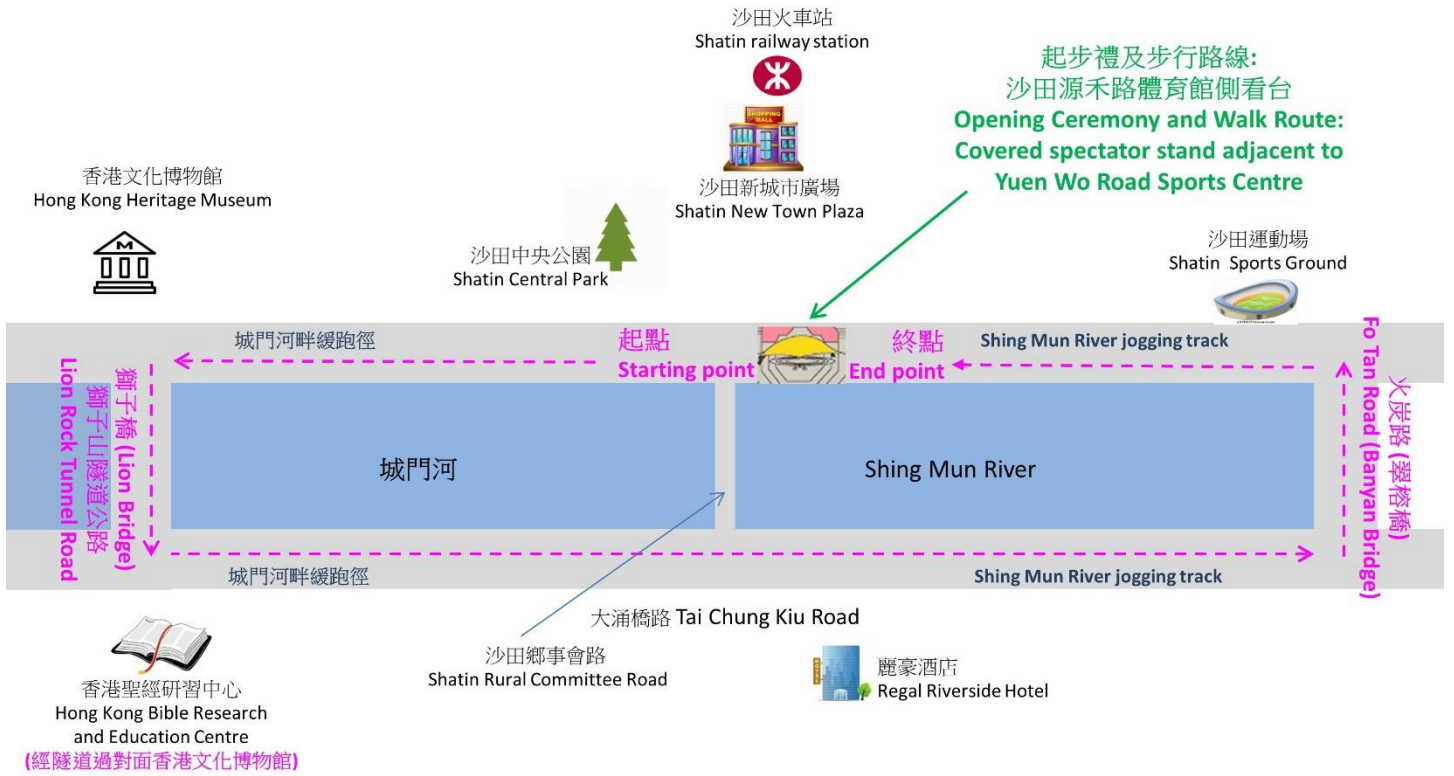 沙田火車站
Shatin railway station
SHOPPING MALL
沙田新城市廣場
Shatin New Town Plaza
起步禮及步行路線:
沙田源禾路體育館側看台
Opening Ceremony and Walk Route:
Covered spectator stand adjacent to
Yuen Wo Road Sports Centre
香港文化博物館
Hong Kong Heritage Museum
M
沙田中央公園
Shatin Central Park
沙田運動場
Shatin Sports Ground
城門河畔緩跑徑
起點
Starting point
終點
End point
Shing Mun River jogging track
獅子橋 (Lion Bridge)
獅子山隧道公路
Lion Rock Tunnel Road
城門河
Shing Mun River
Fo Tan Road (Banyan Bridge)
火炭路 (翠榕橋)
城門河畔緩跑徑
Shing Mun River jogging track
大涌橋路 Tai Chung Kiu Road
沙田鄉事會路
Shatin Rural Committee Road
HOTEL
麗豪酒店
Regal Riverside Hotel
香港聖經研習中心
Hong Kong Bible Research
and Education Centre
(經隧道過對面香港文化博物館)